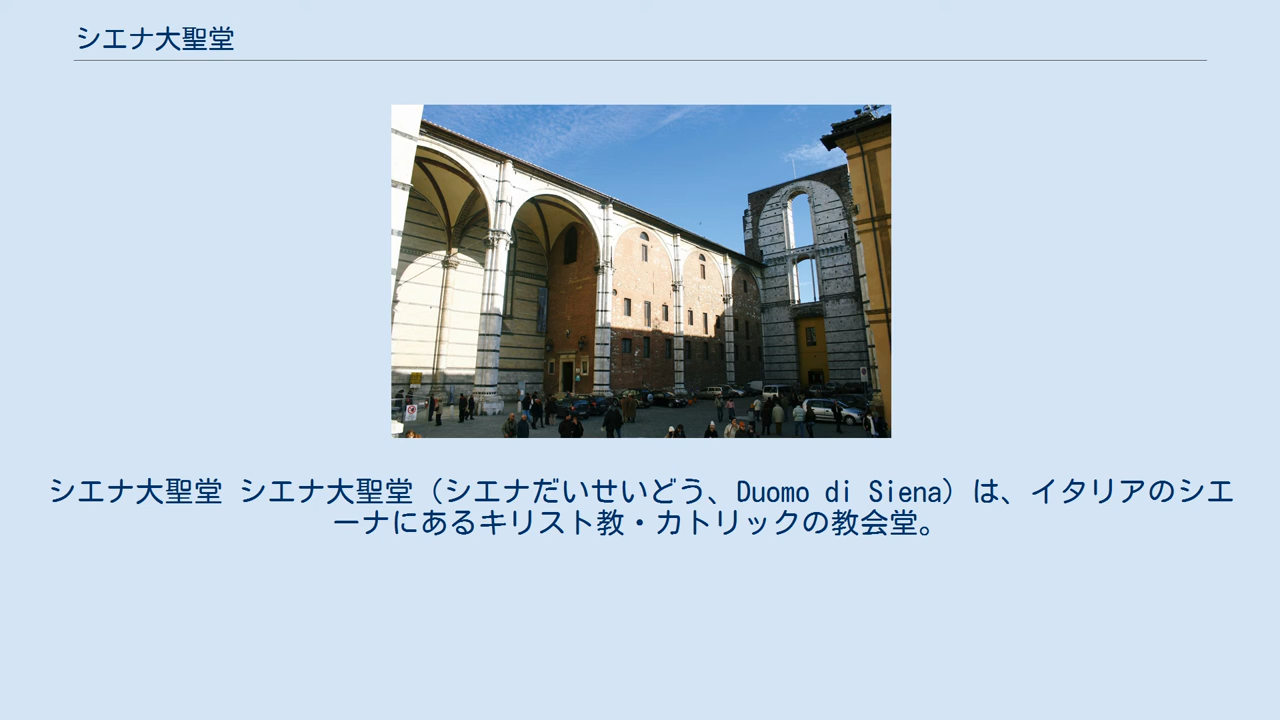 シエナ大聖堂
シエナ大聖堂 シエナ大聖堂（シエナだいせいどう、Duomo di Siena）は、イタリアのシエ
ーナにあるキリスト教・カトリックの教会堂。